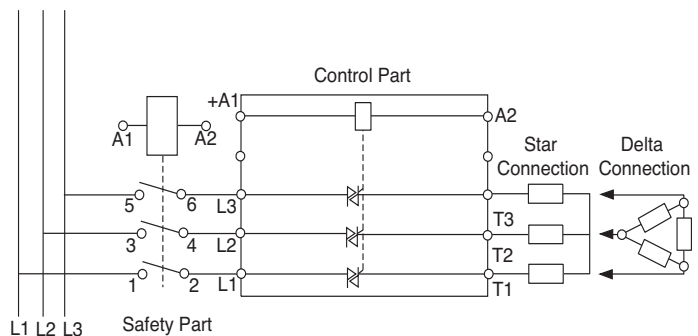 Control Part
+A1
A2
A1
A2
Star
Connection
Delta
Connection
5
6
L3
T3
3
4
L2
T2
1
2
L1
T1
L1 L2 L3
Safety Part